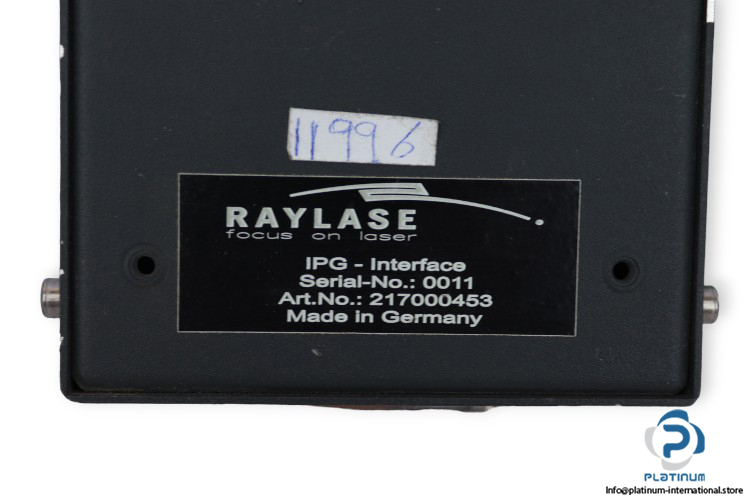 11996
RAYLASE
focus on laser
IPG - Interface
Serial-No.: 0011
Art.No.: 217000453
Made in Germany
PLATINUM
Info@platinum-international.store